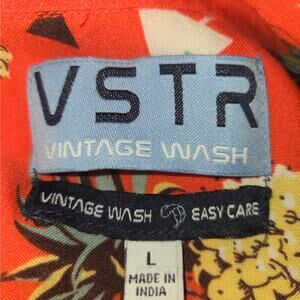 VSTR
VINTAGE WASH
VINTAGE WASH EASY CARE
L
MADE IN
INDIA